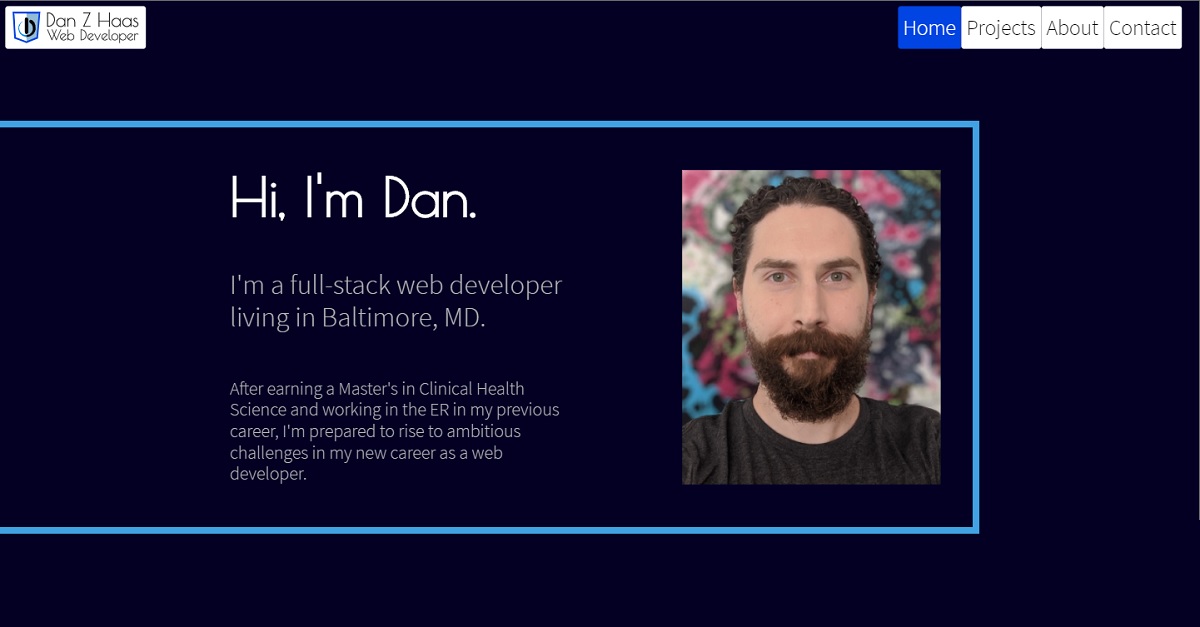 Dan Z Haas
Web Developer
Home
Projects
About
Contact
Hi, I'm Dan.
I'm a full-stack web developer
living in Baltimore, MD.
After earning a Master's in Clinical Health
Science and working in the ER in my previous
career, I'm prepared to rise to ambitious
challenges in my new career as a web
developer.